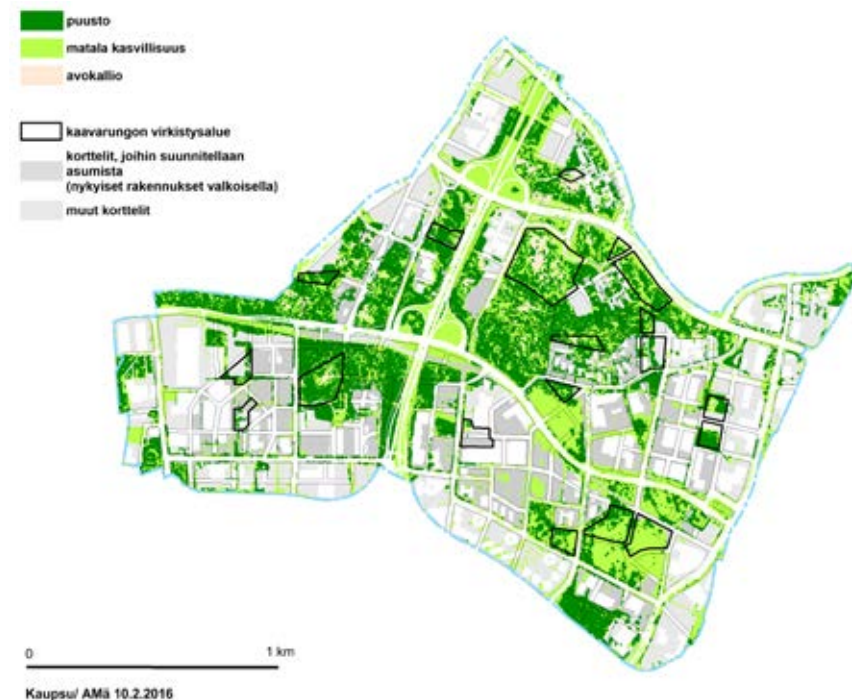 puusto
matala kasvillisuus
avokallio
kaavarungon virkistysalue
korttelit, joihin suunnitellaan
asumista
(nykyiset rakennukset valkoisella)
muut korttelit
0 1 km
Kaupsu/ AMä 10.2.2016